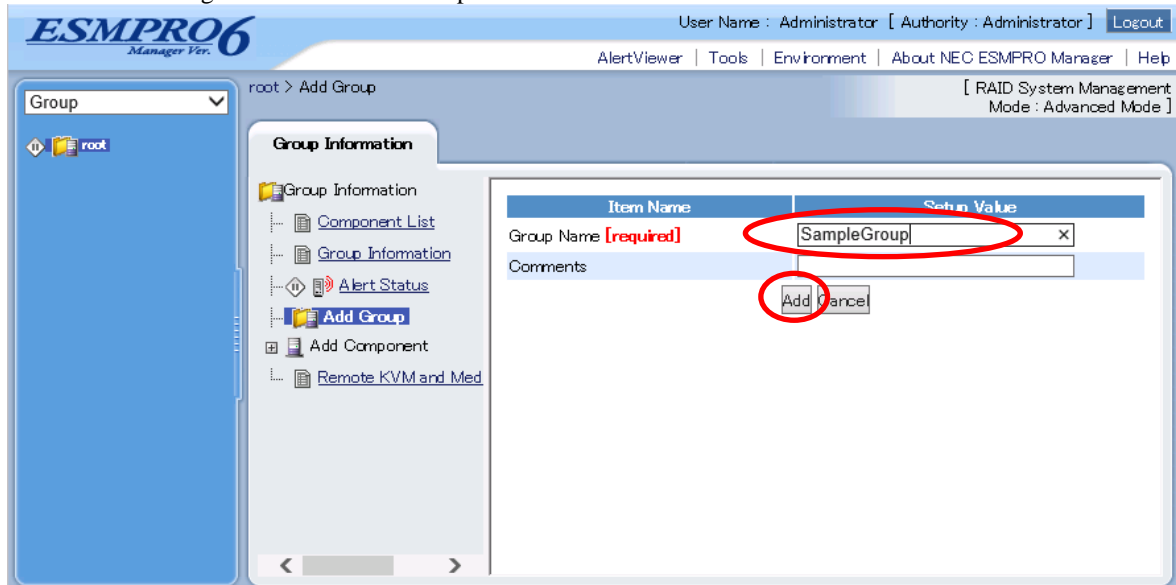 ESMPRO6
Manager Ver.
User Name : Administrator [ Authority : Administrator ] Logout
AlertViewer | Tools | Environment | About NEC ESMPRO Manager | Help
Group
root > Add Group
[ RAID System Management
Mode : Advanced Mode ]
root
Group Information
Group Information
Component List
Group Information
Alert Status
Add Group
Add Component
Remote KVM and Med
Item Name Setup Value
Group Name [required] SampleGroup ×
Comments
Add Cancel